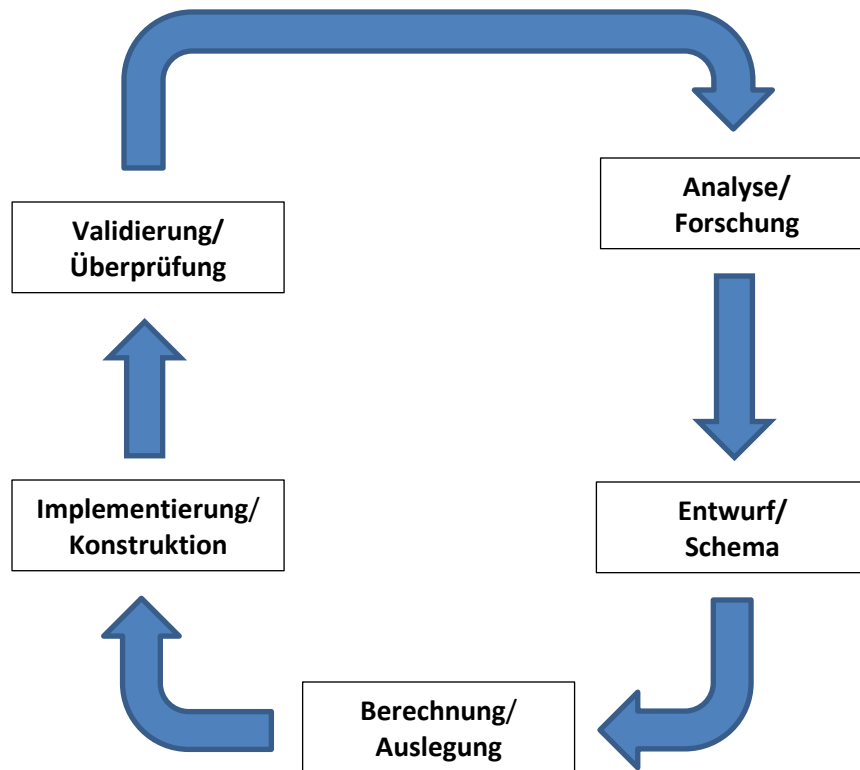 Analyse/
Forschung
Validierung/
Überprüfung
Implementierung/
Konstruktion
Entwurf/
Schema
Berechnung/
Auslegung